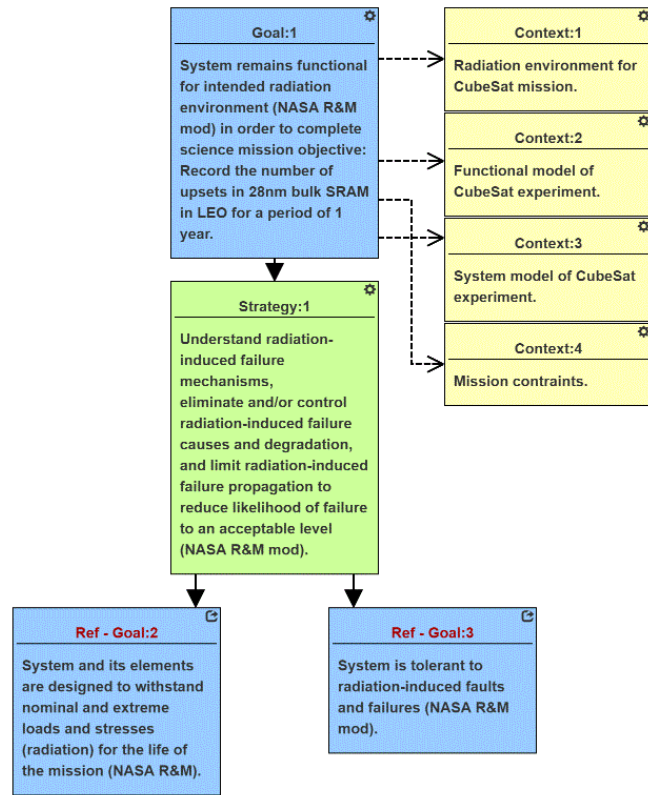 Goal:1
System remains functional
for intended radiation
environment (NASA R&M
mod) in order to complete
science mission objective:
Record the number of
upsets in 28nm bulk SRAM
in LEO for a period of 1
year.
Context:1
Radiation environment for
CubeSat mission.
Context:2
Functional model of
CubeSat experiment.
Context:3
System model of CubeSat
experiment.
Context:4
Mission contraints.
Strategy:1
Understand radiation-
induced failure
mechanisms,
eliminate and/or control
radiation-induced failure
causes and degradation,
and limit radiation-induced
failure propagation to
reduce likelihood of failure
to an acceptable level
(NASA R&M mod).
Ref - Goal:2
System and its elements
are designed to withstand
nominal and extreme
loads and stresses
(radiation) for the life of
the mission (NASA R&M).
Ref - Goal:3
System is tolerant to
radiation-induced faults
and failures (NASA R&M
mod).